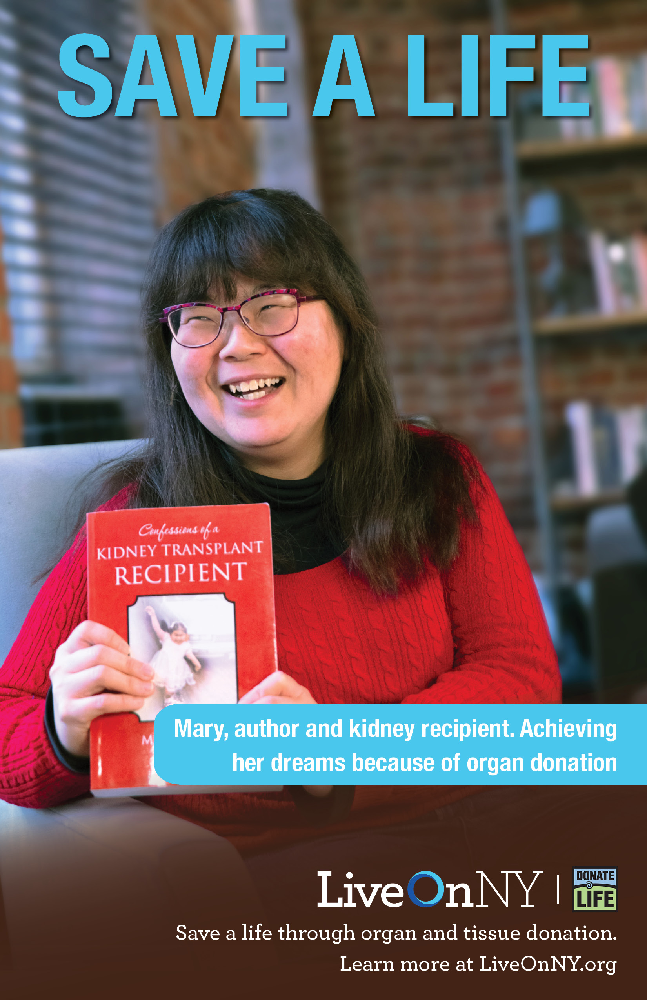 SAVE A LIFE
Confessions of a
KIDNEY TRANSPLANT
RECIPIENT
Mary, author and kidney recipient. Achieving
her dreams because of organ donation
LiveOnNY
DONATE
LIFE
Save a life through organ and tissue donation.
Learn more at LiveOnNY.org